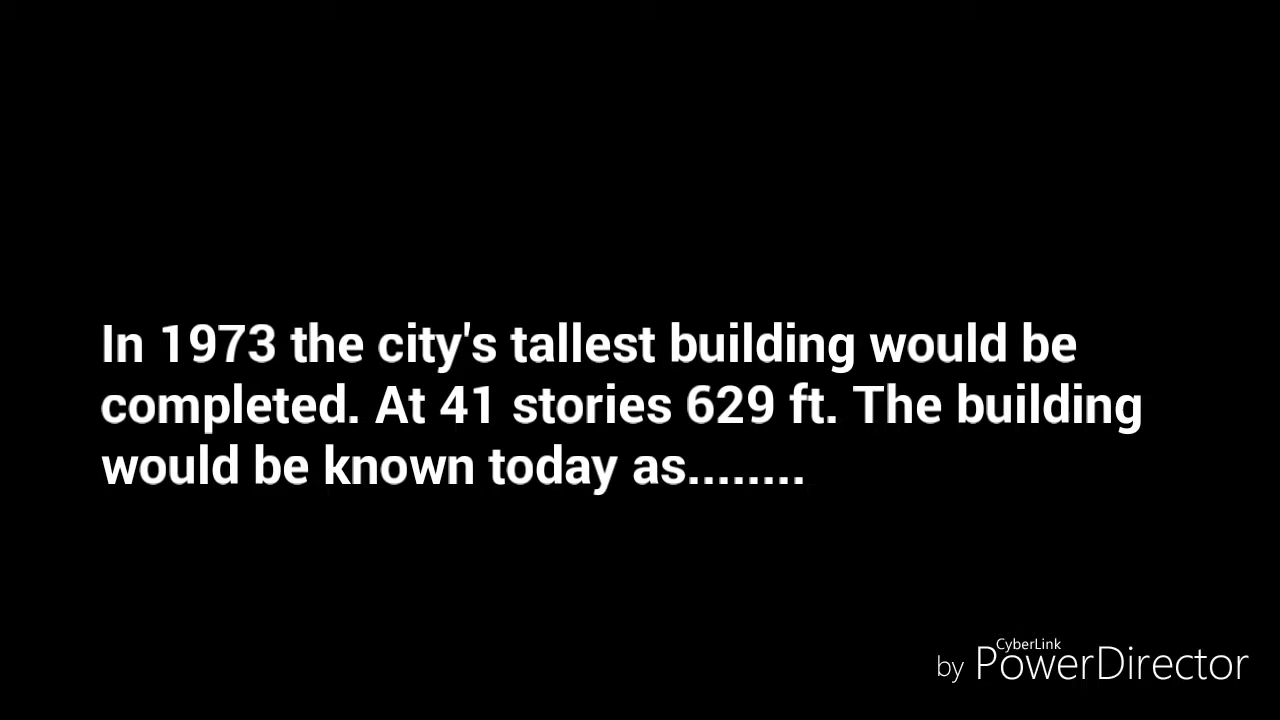 In 1973 the city's tallest building would be
completed. At 41 stories 629 ft. The building
would be known today as........
CyberLink
by PowerDirector